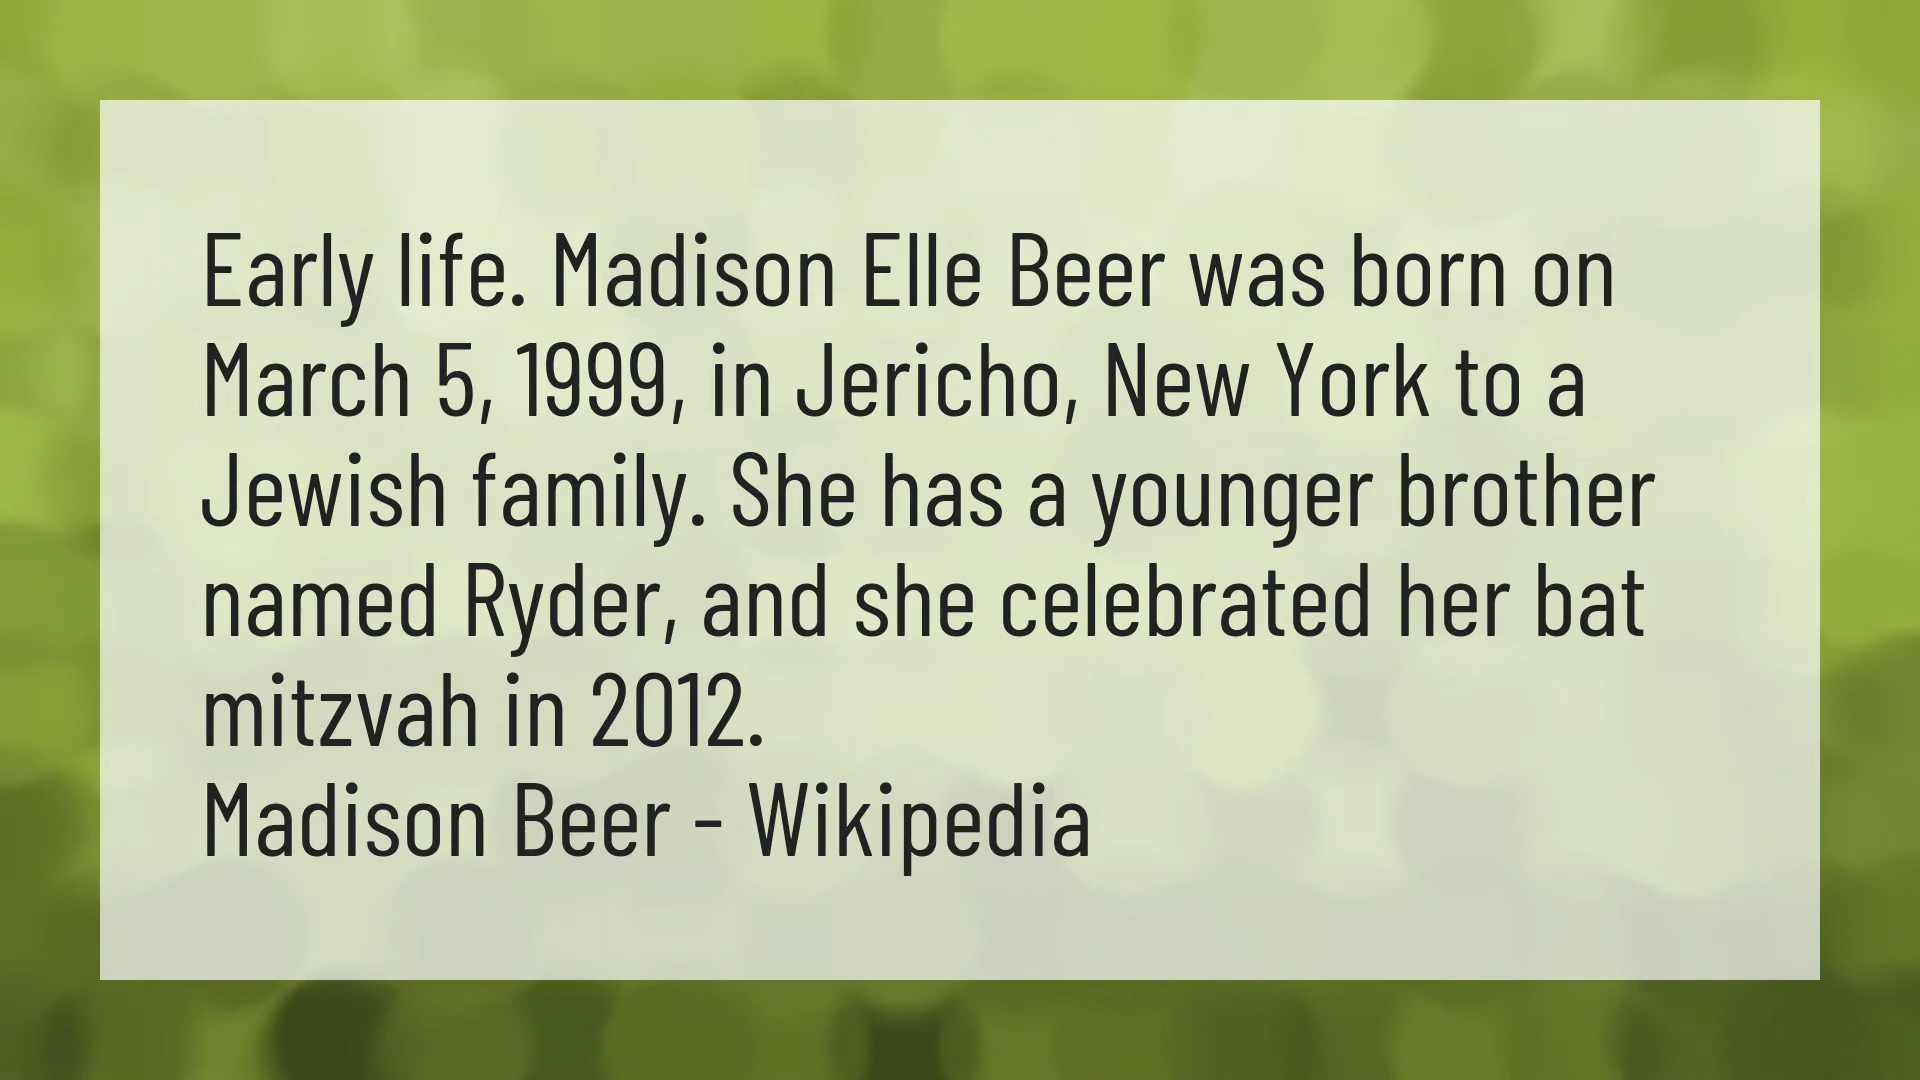 Early life. Madison Elle Beer was born on
March 5, 1999, in Jericho, New York to a
Jewish family. She has a younger brother
named Ryder, and she celebrated her bat
mitzvah in 2012.
Madison Beer - Wikipedia